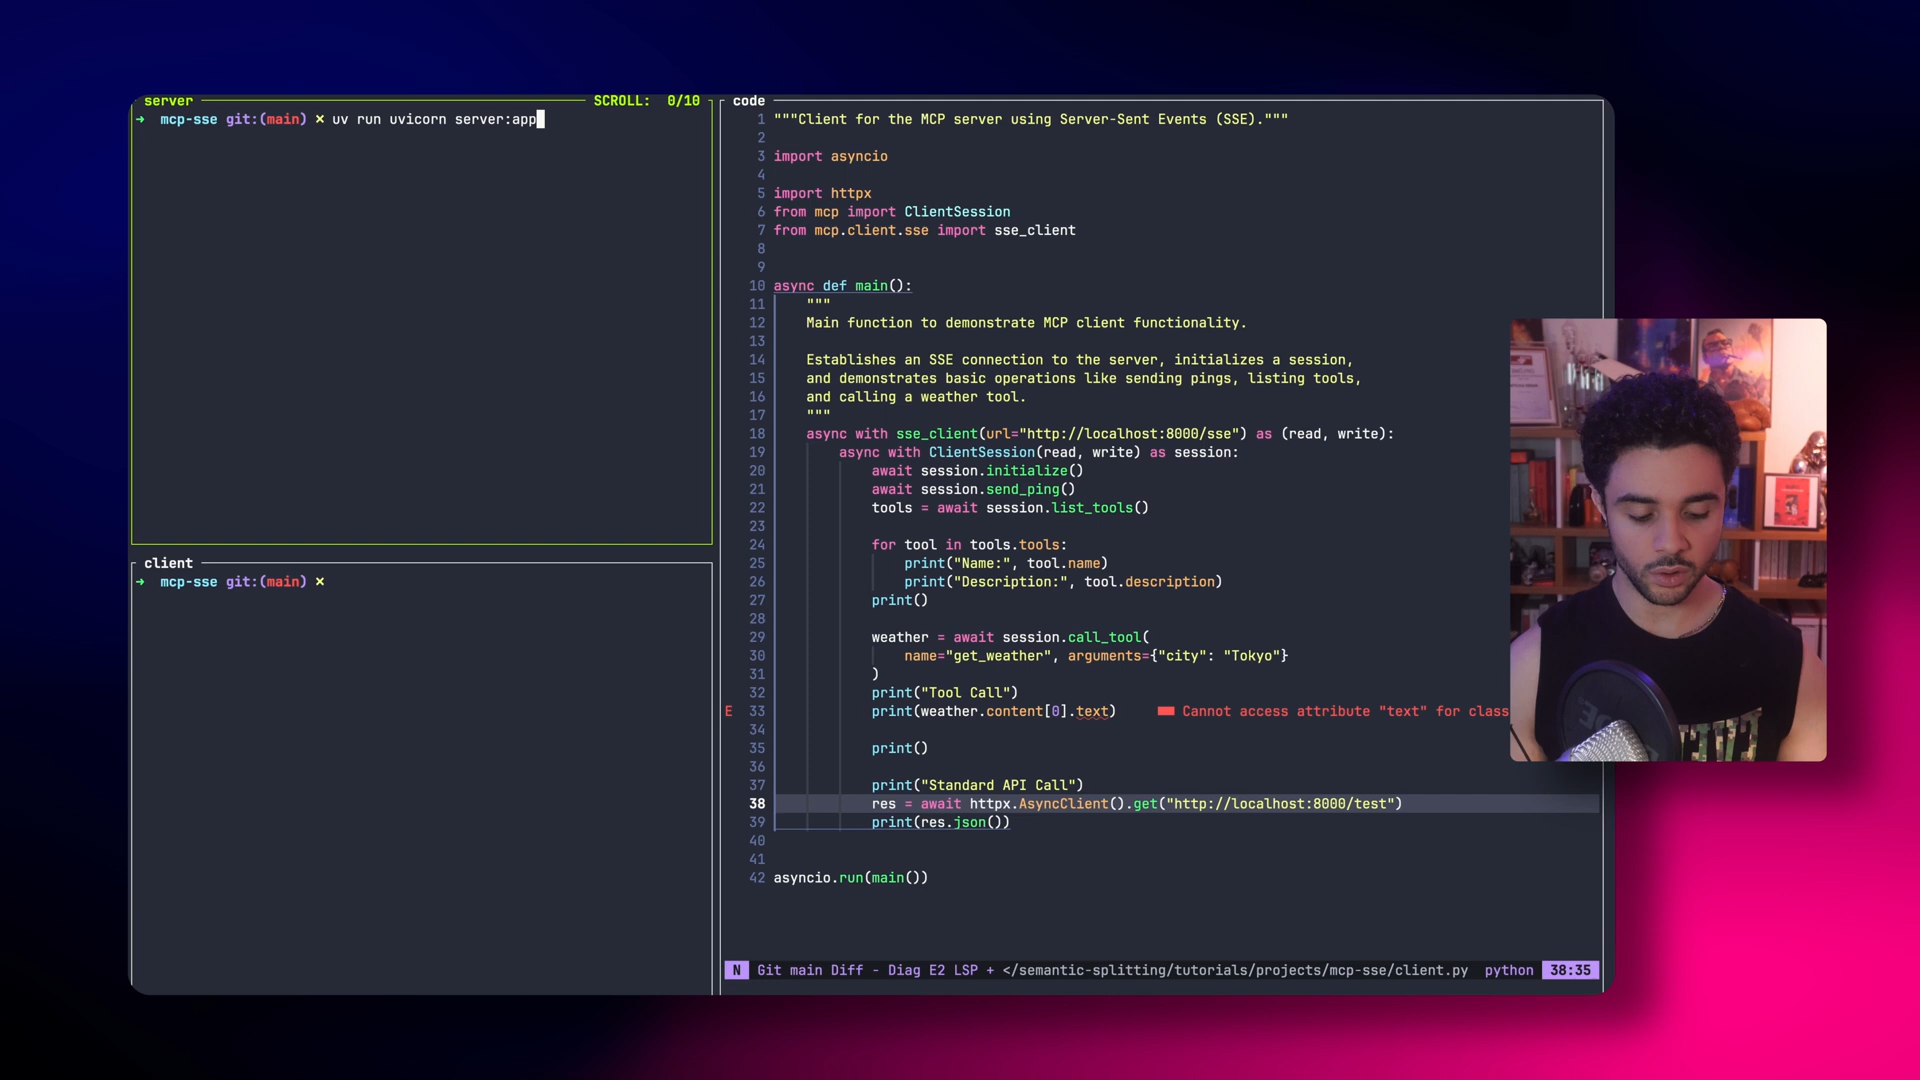 server SCROLL: 0/10
➜ mcp-sse git:(main) ✗ uv run uvicorn server:app
client
➜ mcp-sse git:(main) ✗
code
1 """Client for the MCP server using Server-Sent Events (SSE)."""
2
3 import asyncio
4
5 import httpx
6 from mcp import ClientSession
7 from mcp.client.sse import sse_client
8
9
10 async def main():
11 """
12 Main function to demonstrate MCP client functionality.
13
14 Establishes an SSE connection to the server, initializes a session,
15 and demonstrates basic operations like sending pings, listing tools,
16 and calling a weather tool.
17 """
18 async with sse_client(url="http://localhost:8000/sse") as (read, write):
19 async with ClientSession(read, write) as session:
20 await session.initialize()
21 await session.send_ping()
22 tools = await session.list_tools()
23
24 for tool in tools.tools:
25 print("Name:", tool.name)
26 print("Description:", tool.description)
27 print()
28
29 weather = await session.call_tool(
30 name="get_weather", arguments={"city": "Tokyo"}
31 )
32 print("Tool Call")
E 33 print(weather.content[0].text) Cannot access attribute "text" for class
34
35 print()
36
37 print("Standard API Call")
38 res = await httpx.AsyncClient().get("http://localhost:8000/test")
39 print(res.json())
40
41
42 asyncio.run(main())
N Git main Diff - Diag E2 LSP + </semantic-splitting/tutorials/projects/mcp-sse/client.py python 38:35